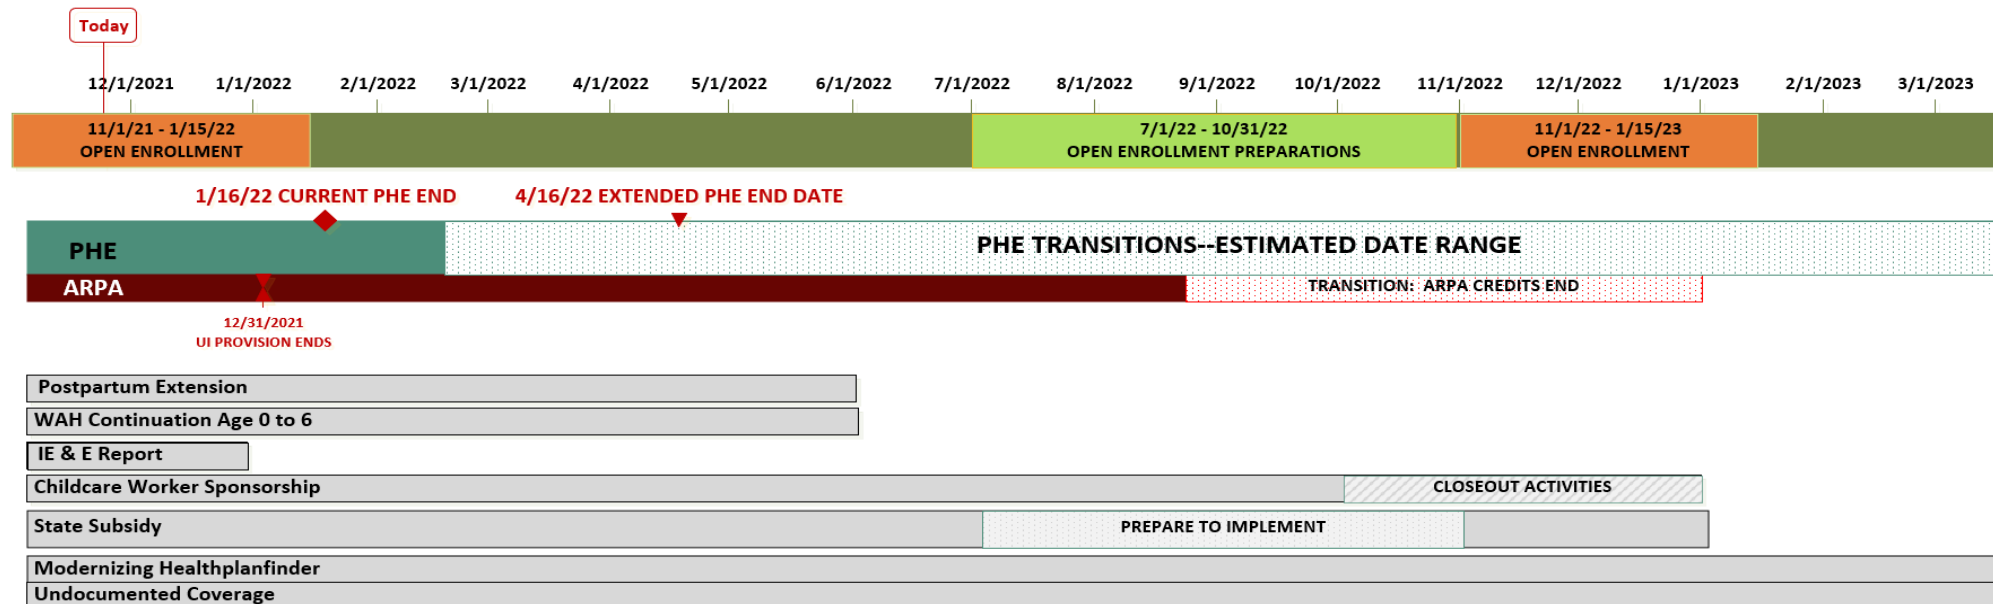 Today
12/1/2021 1/1/2022 2/1/2022 3/1/2022 4/1/2022 5/1/2022 6/1/2022 7/1/2022 8/1/2022 9/1/2022 10/1/2022 11/1/2022 12/1/2022 1/1/2023 2/1/2023 3/1/2023
11/1/21 - 1/15/22
OPEN ENROLLMENT
7/1/22 - 10/31/22
OPEN ENROLLMENT PREPARATIONS
11/1/22 - 1/15/23
OPEN ENROLLMENT
1/16/22 CURRENT PHE END
4/16/22 EXTENDED PHE END DATE
PHE
PHE TRANSITIONS--ESTIMATED DATE RANGE
ARPA
TRANSITION: ARPA CREDITS END
12/31/2021
UI PROVISION ENDS
Postpartum Extension
WAH Continuation Age 0 to 6
IE & E Report
Childcare Worker Sponsorship
CLOSEOUT ACTIVITIES
State Subsidy
PREPARE TO IMPLEMENT
Modernizing Healthplanfinder
Undocumented Coverage